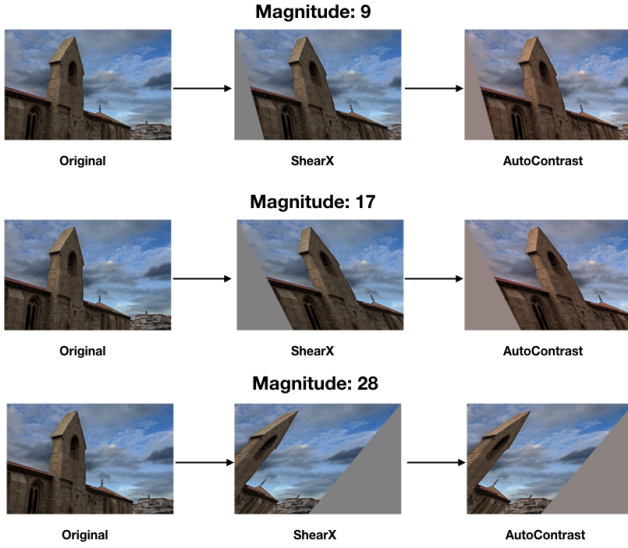 Magnitude: 9
Original
ShearX
AutoContrast
Magnitude: 17
Original
ShearX
AutoContrast
Magnitude: 28
Original
ShearX
AutoContrast